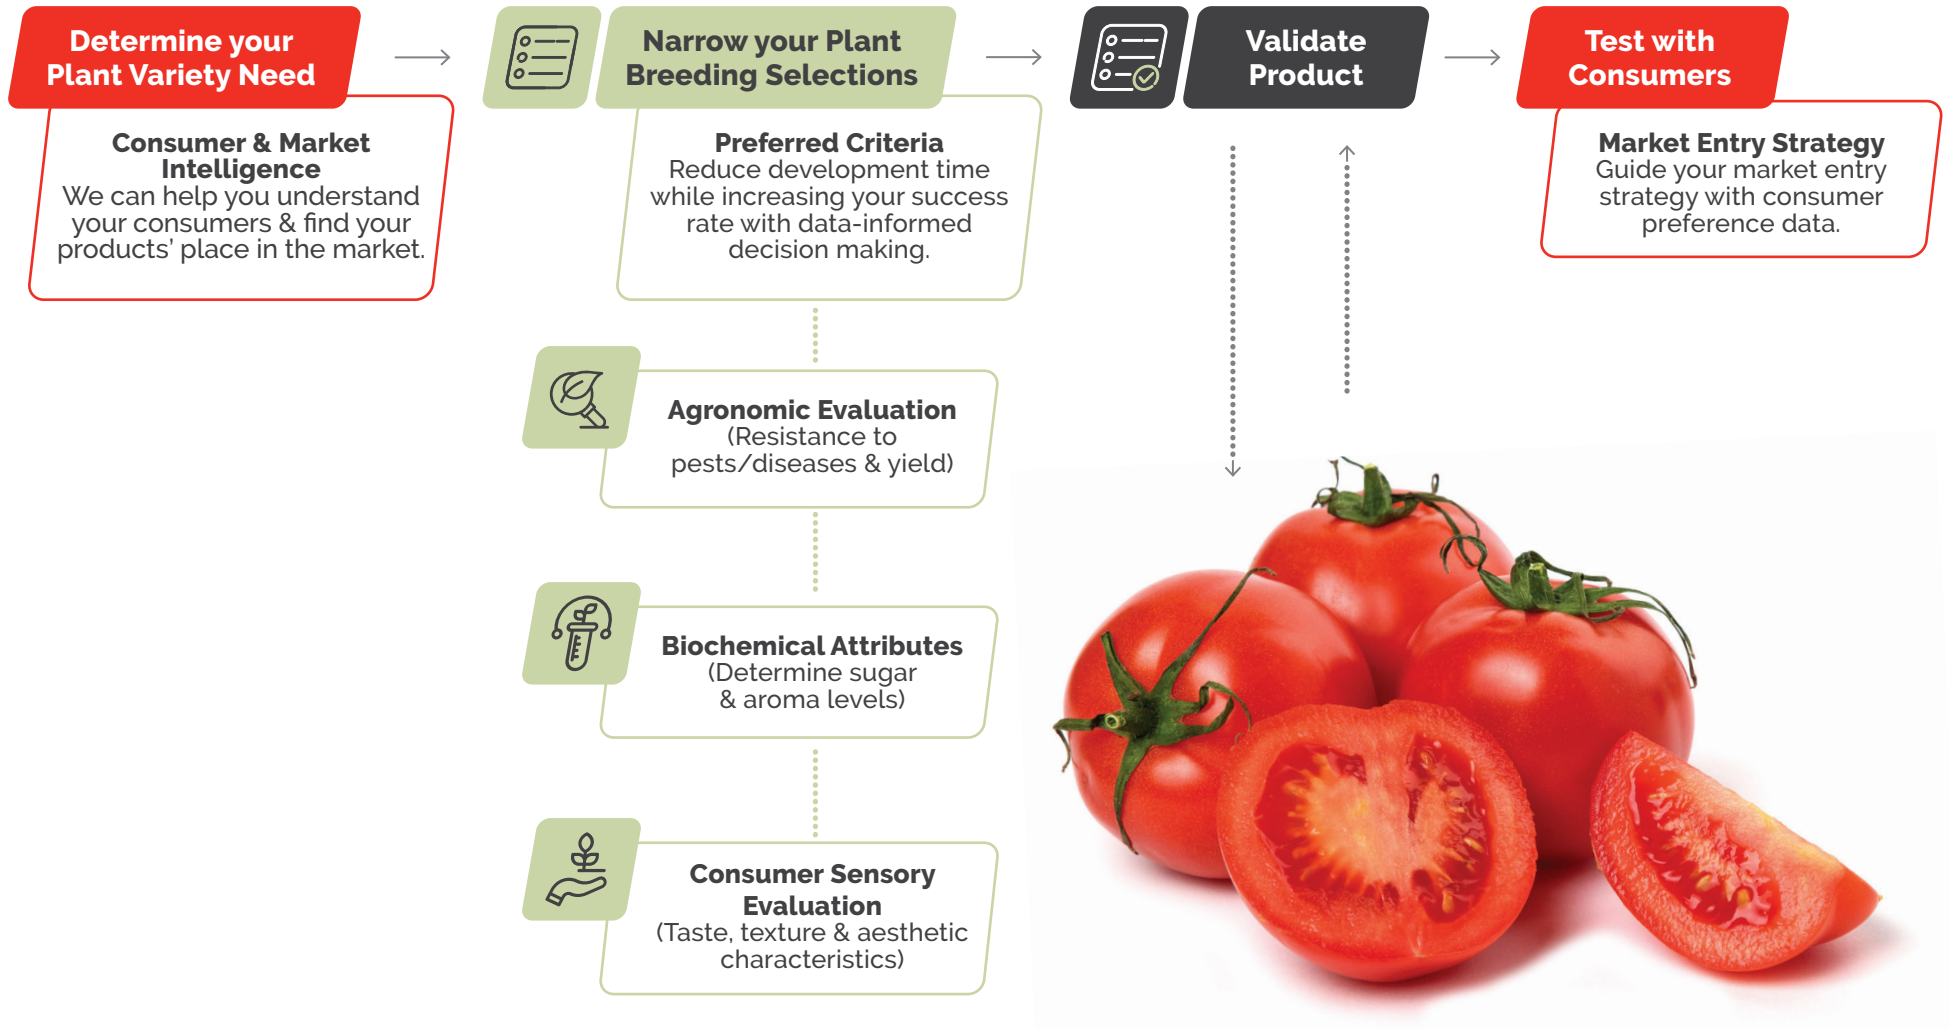 Determine your
Plant Variety Need
Consumer & Market
Intelligence
We can help you understand
your consumers & find your
products’ place in the market.
Narrow your Plant
Breeding Selections
Preferred Criteria
Reduce development time
while increasing your success
rate with data-informed
decision making.
Agronomic Evaluation
(Resistance to
pests/diseases & yield)
Biochemical Attributes
(Determine sugar
& aroma levels)
Consumer Sensory
Evaluation
(Taste, texture & aesthetic
characteristics)
Validate
Product
Test with
Consumers
Market Entry Strategy
Guide your market entry
strategy with consumer
preference data.